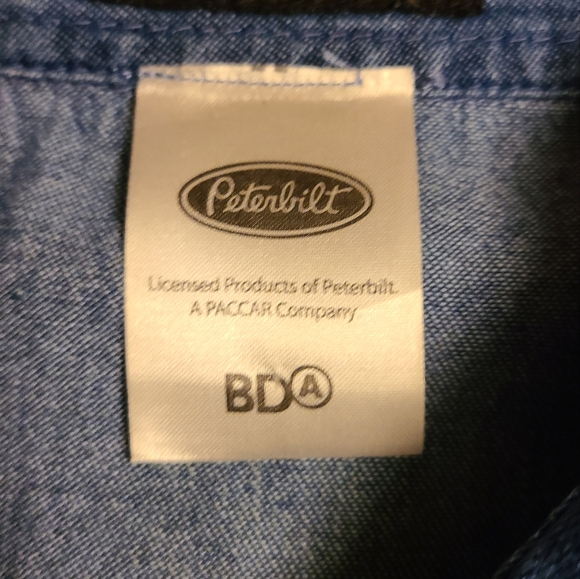 Peterbilt
Licensed Products of Peterbilt.
A PACCAR Company
BDA